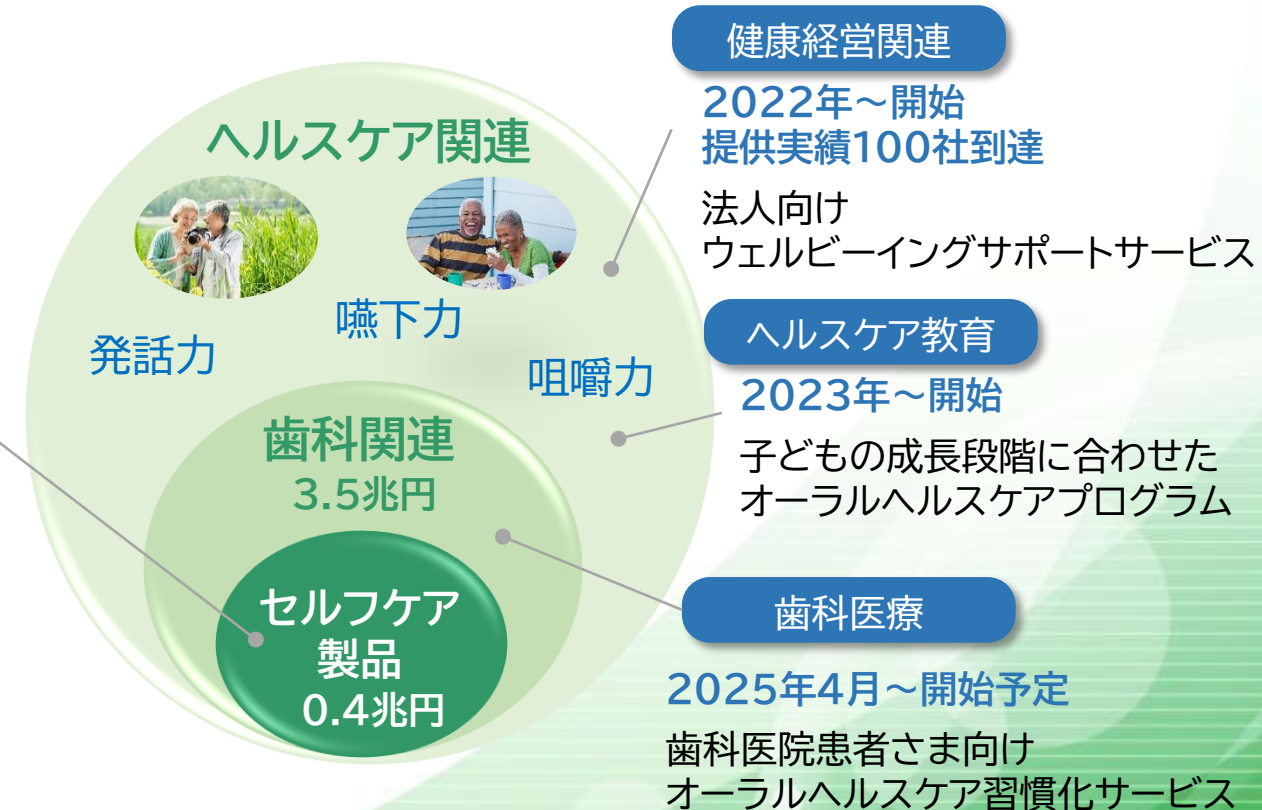 ヘルスケア関連
発話力
嚥下力
咀嚼力
歯科関連
3.5兆円
セルフケア
製品
0.4兆円
健康経営関連
2022年～開始
提供実績100社到達
法人向け
ウェルビーイングサポートサービス
ヘルスケア教育
2023年～開始
子どもの成長段階に合わせた
オーラルヘルスケアプログラム
歯科医療
2025年4月～開始予定
歯科医院患者さま向け
オーラルヘルスケア習慣化サービス